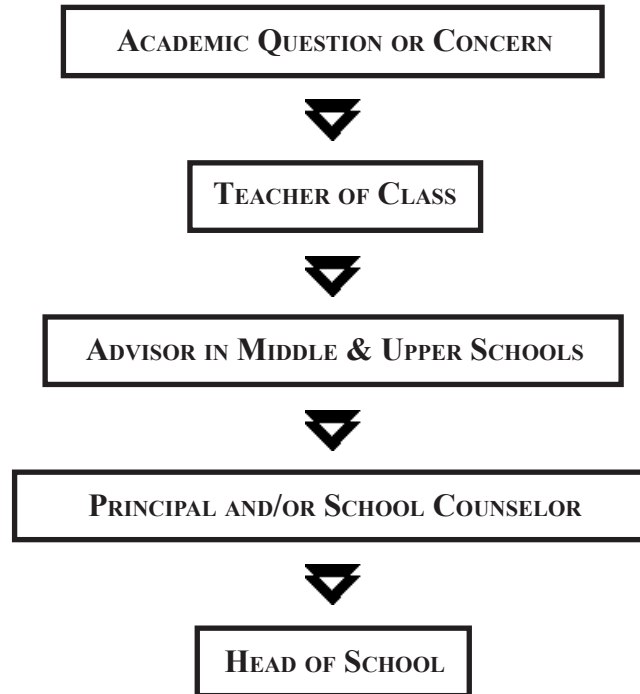 Academic Question or Concern
Teacher of Class
Advisor in Middle & Upper Schools
Principal and/or School Counselor
Head of School